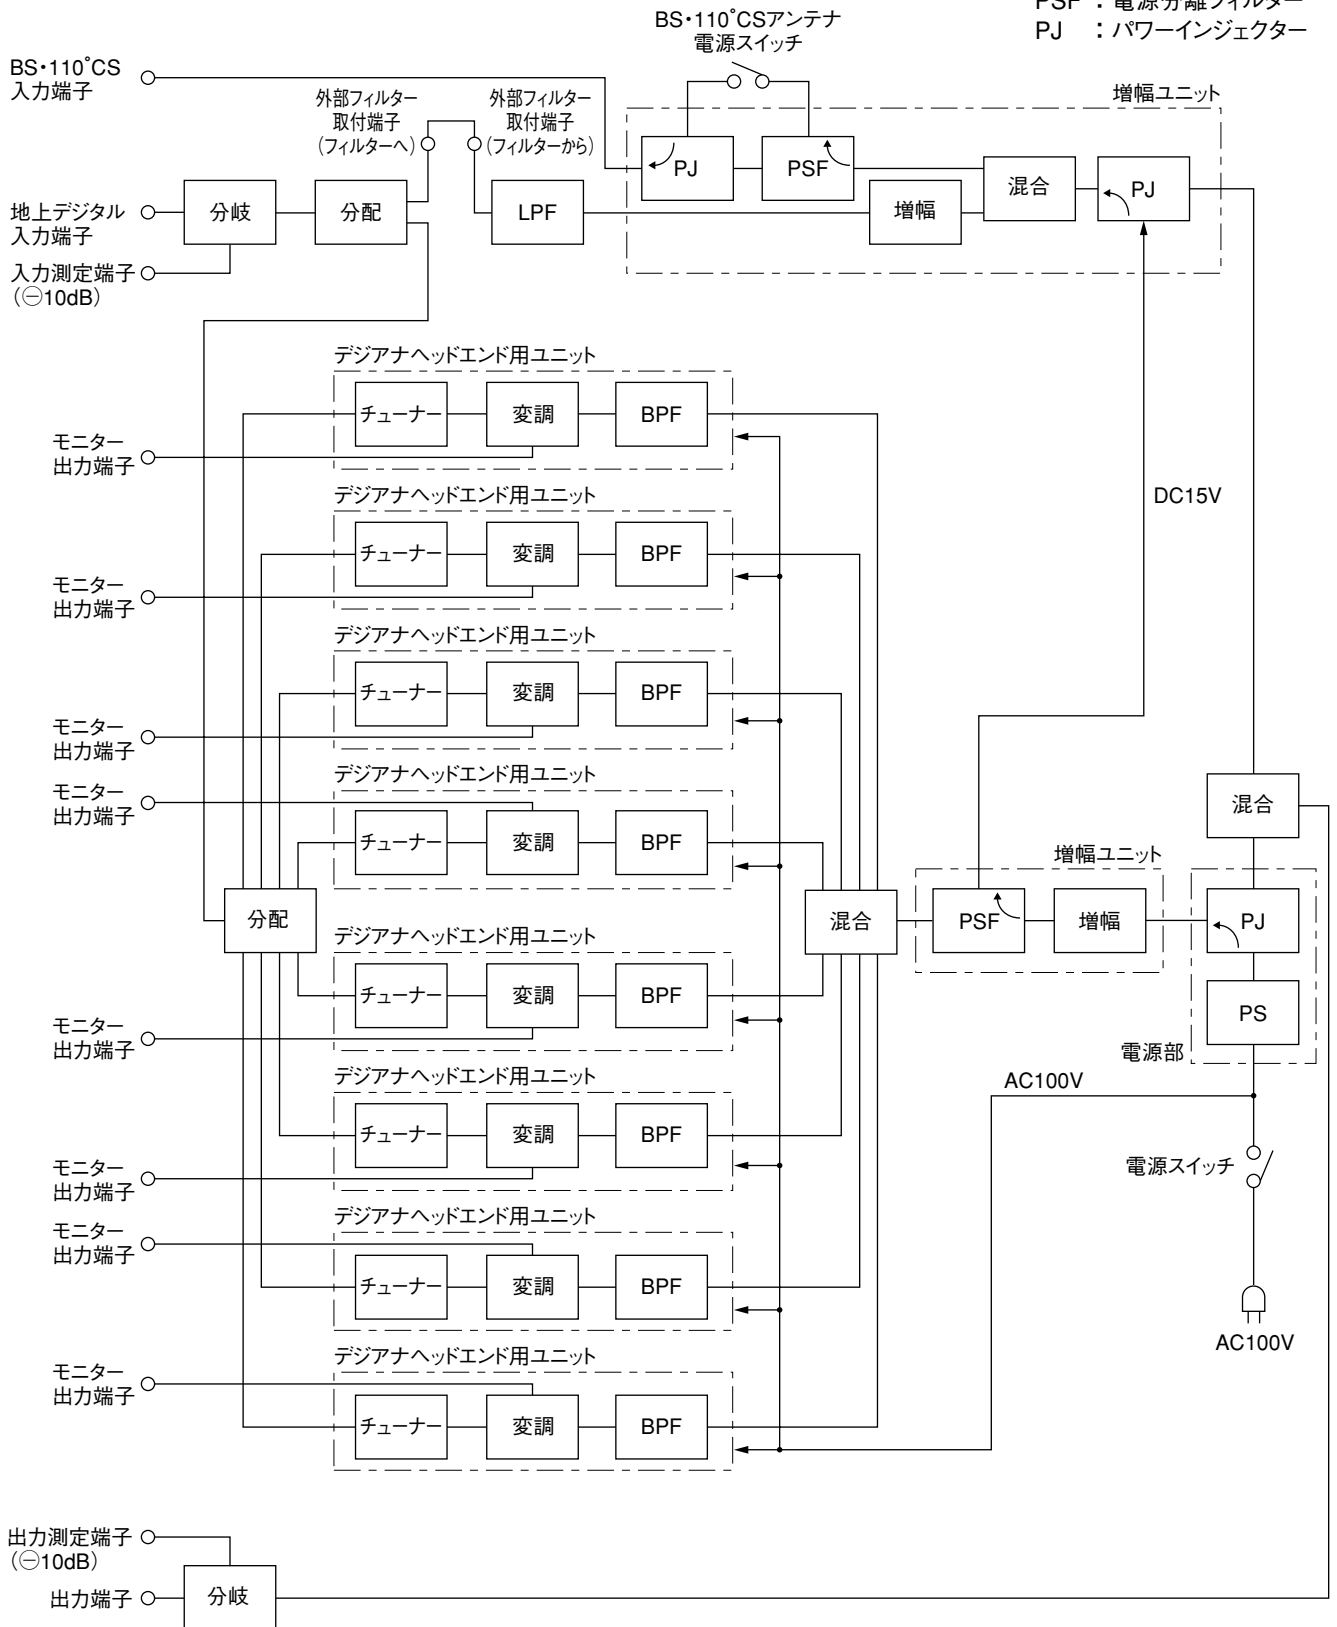 PSF : 電源分離フィルター
PJ : パワーインジェクター
BS・110˚CSアンテナ
電源スイッチ
BS・110˚CS
入力端子
外部フィルター
取付端子
(フィルターへ)
外部フィルター
取付端子
(フィルターから)
増幅ユニット
PJ
PSF
混合
PJ
地上デジタル
入力端子
分岐
分配
LPF
増幅
入力測定端子
(㊀10dB)
デジアナヘッドエンド用ユニット
チューナー
変調
BPF
モニター
出力端子
デジアナヘッドエンド用ユニット
チューナー
変調
BPF
モニター
出力端子
DC15V
デジアナヘッドエンド用ユニット
チューナー
変調
BPF
モニター
出力端子
デジアナヘッドエンド用ユニット
モニター
出力端子
チューナー
変調
BPF
混合
増幅ユニット
分配
混合
PSF
増幅
PJ
デジアナヘッドエンド用ユニット
チューナー
変調
BPF
PS
モニター
出力端子
電源部
デジアナヘッドエンド用ユニット
AC100V
チューナー
変調
BPF
モニター
出力端子
電源スイッチ
デジアナヘッドエンド用ユニット
モニター
出力端子
チューナー
変調
BPF
AC100V
デジアナヘッドエンド用ユニット
モニター
出力端子
チューナー
変調
BPF
出力測定端子
(㊀10dB)
出力端子
分岐